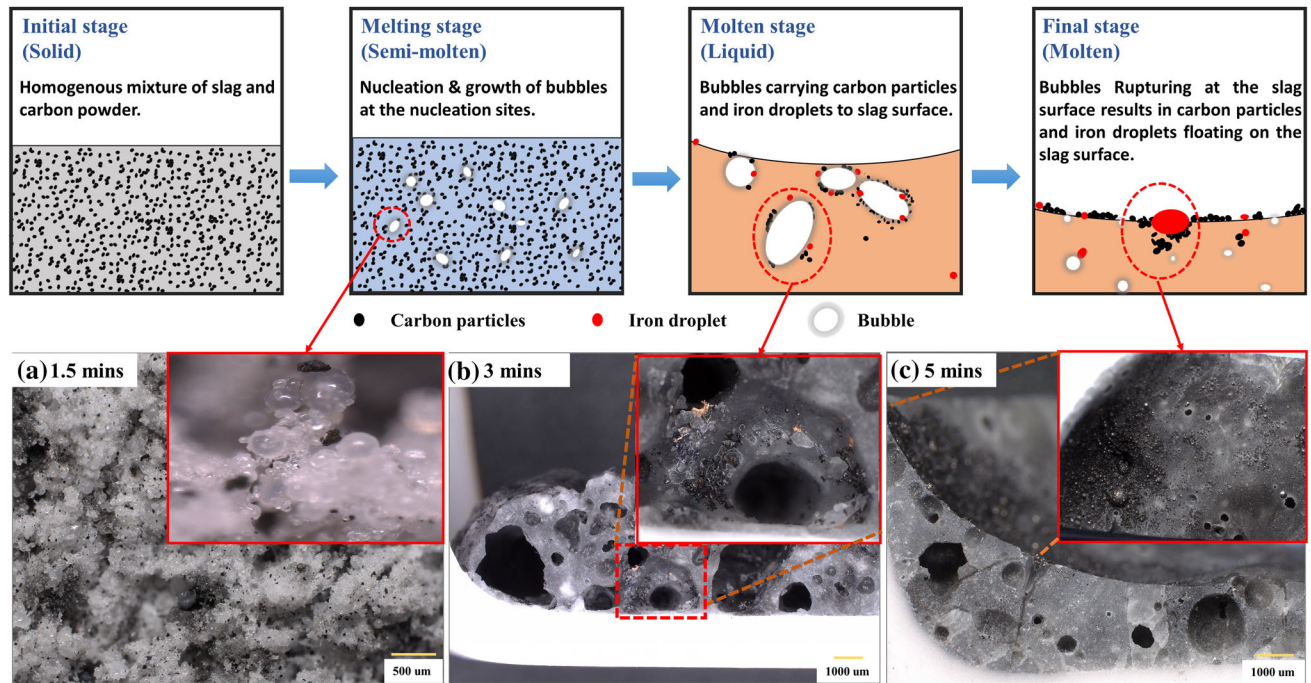 Initial stage
(Solid)
Homogenous mixture of slag and
carbon powder.
Melting stage
(Semi-molten)
Nucleation & growth of bubbles
at the nucleation sites.
Molten stage
(Liquid)
Bubbles carrying carbon particles
and iron droplets to slag surface.
Final stage
(Molten)
Bubbles Rupturing at the slag
surface results in carbon particles
and iron droplets floating on the
slag surface.
Carbon particles
Iron droplet
Bubble
(a) 1.5 mins
500 um
(b) 3 mins
1000 um
(c) 5 mins
1000 um